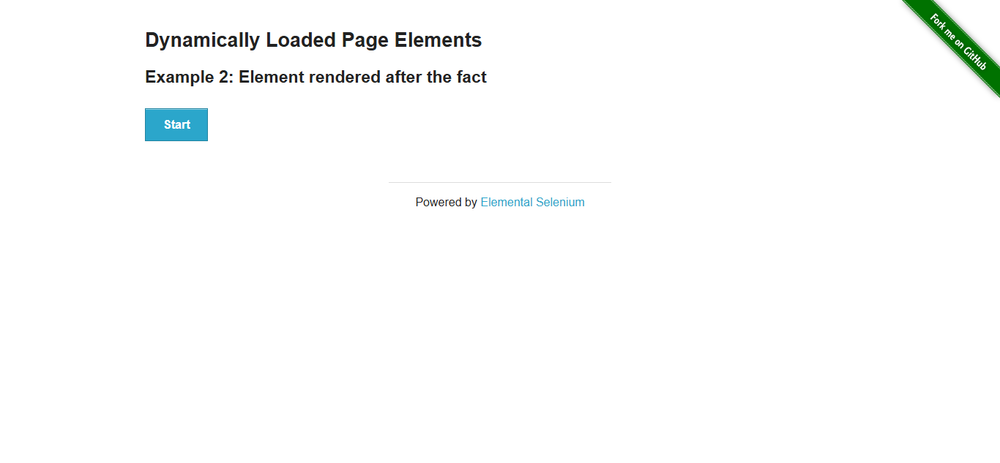 Dynamically Loaded Page Elements
Example 2: Element rendered after the fact
Start
Powered by Elemental Selenium
Fork me on GitHub